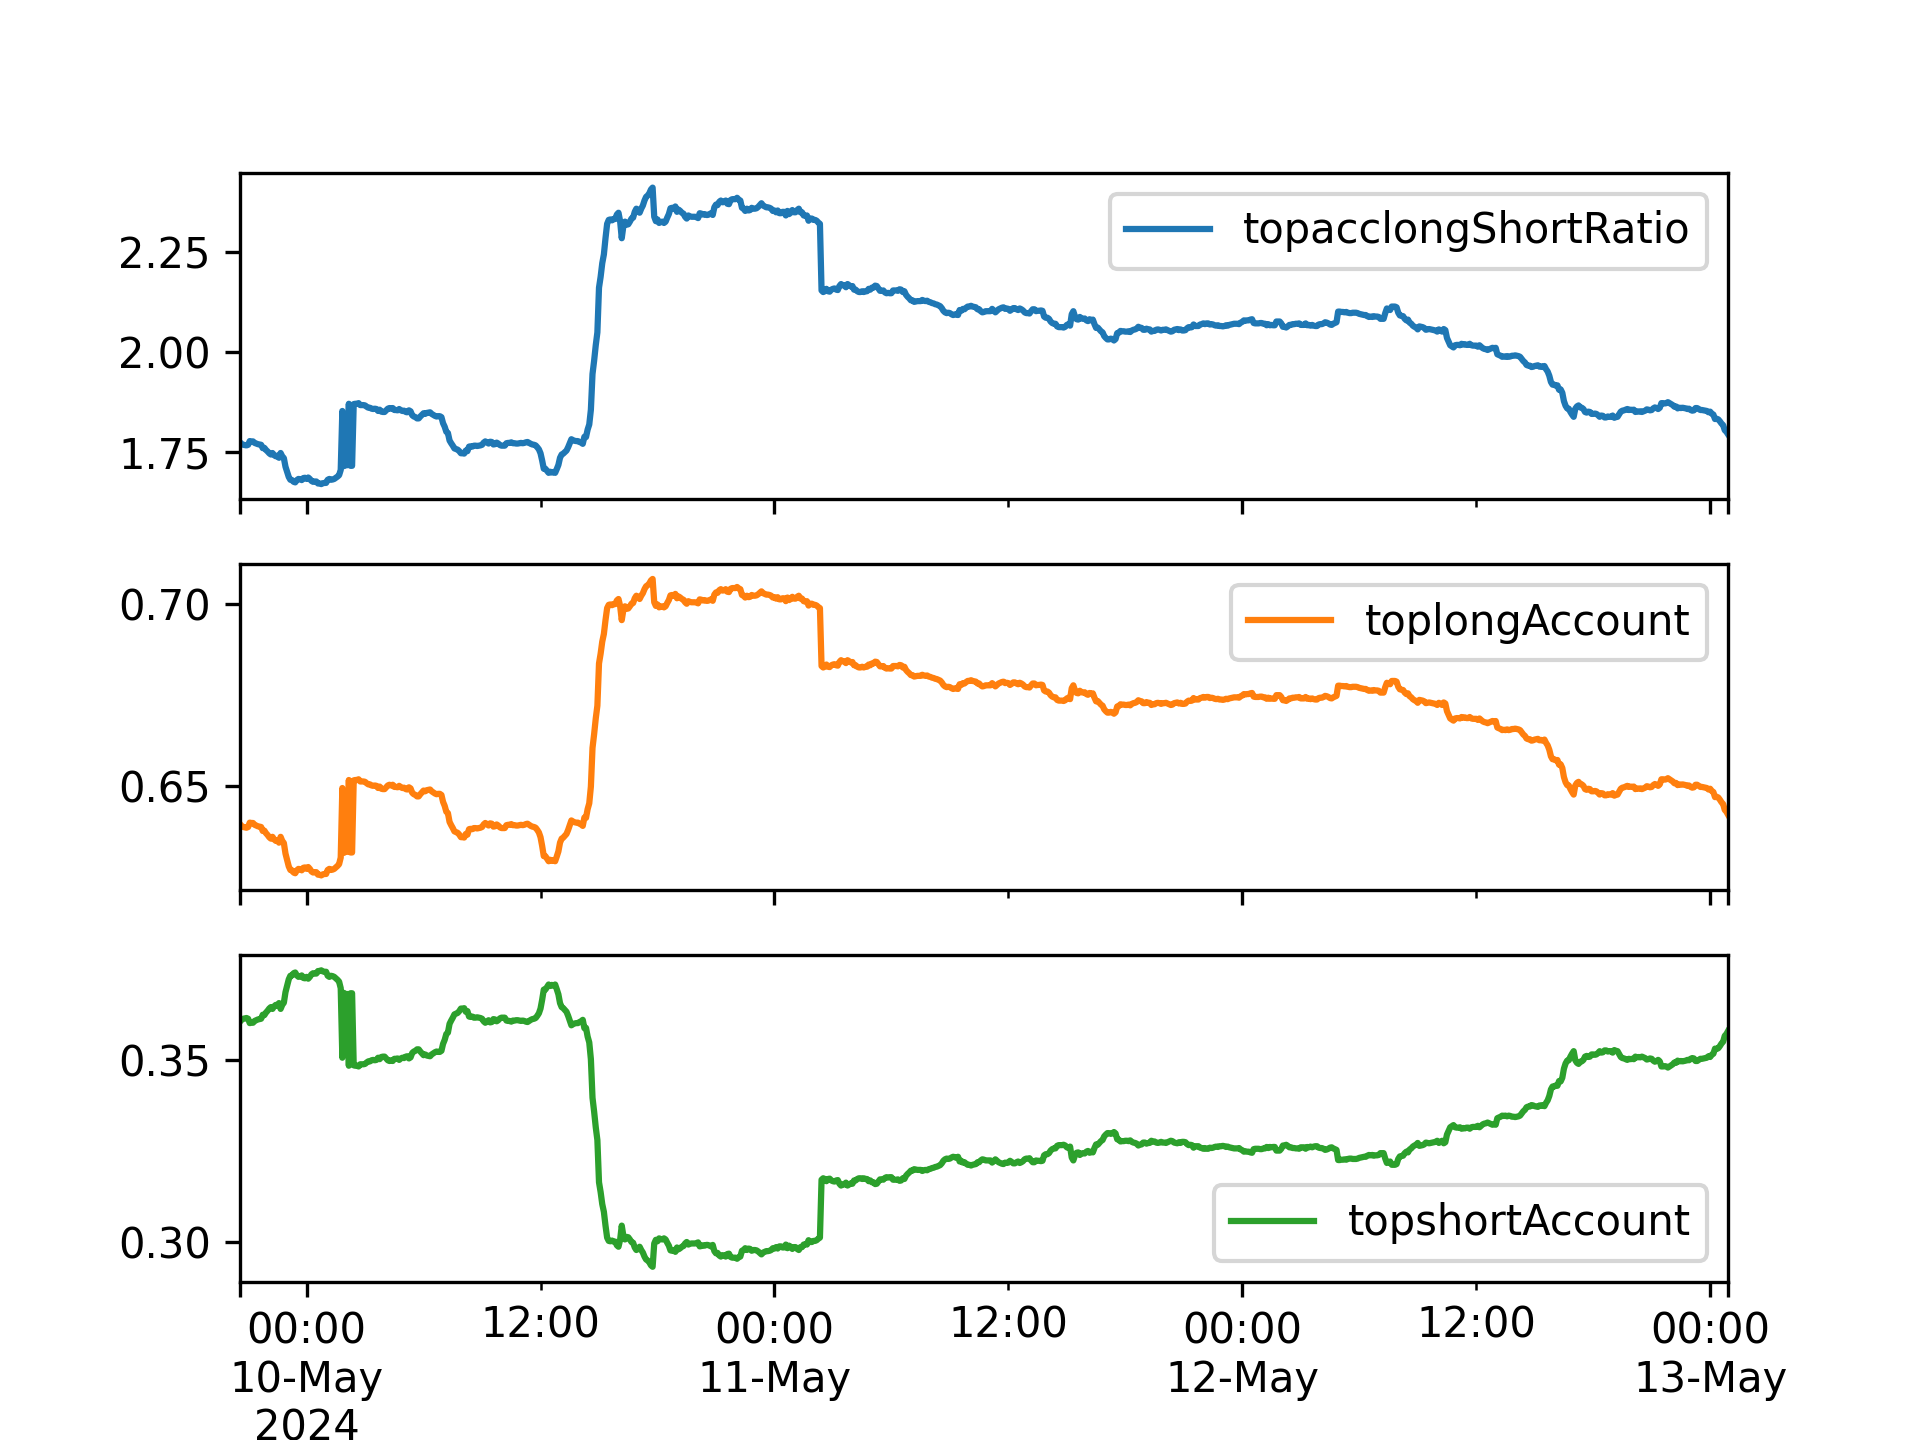 topacclongShortRatio
2.25
2.00
1.75
toplongAccount
0.70
0.65
topshortAccount
0.35
0.30
00:00 12:00 00:00 12:00 00:00 12:00 00:00
10-May 11-May 12-May 13-May
2024